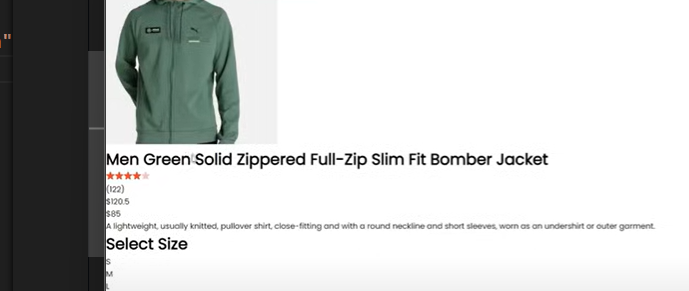 Men Green Solid Zippered Full-Zip Slim Fit Bomber Jacket
(122)
$120.5
$85
A lightweight, usually knitted, pullover shirt, close-fitting and with a round neckline and short sleeves, worn as an undershirt or outer garment.
Select Size
S
M
L